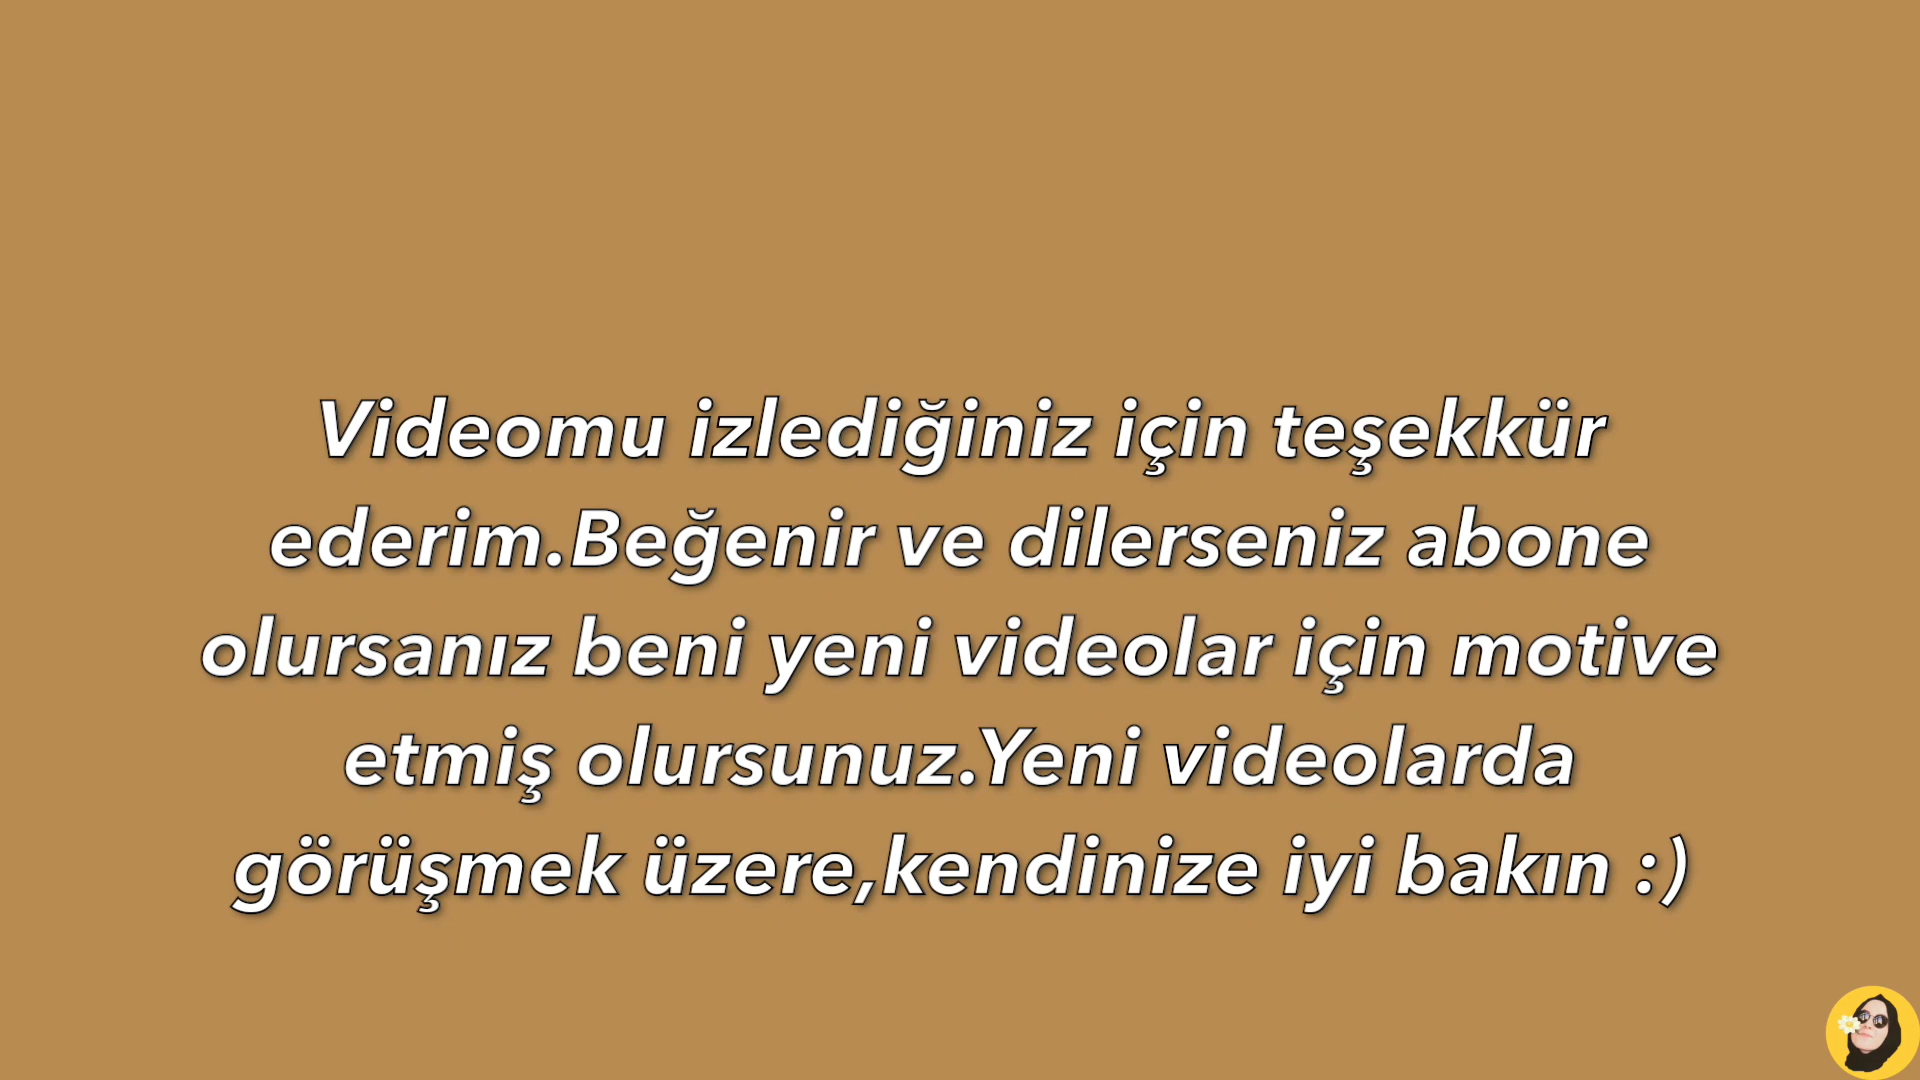 Videomu izlediğiniz için teşekkür
ederim.Beğenir ve dilerseniz abone
olursanız beni yeni videolar için motive
etmiş olursunuz.Yeni videolarda
görüşmek üzere,kendinize iyi bakın :)